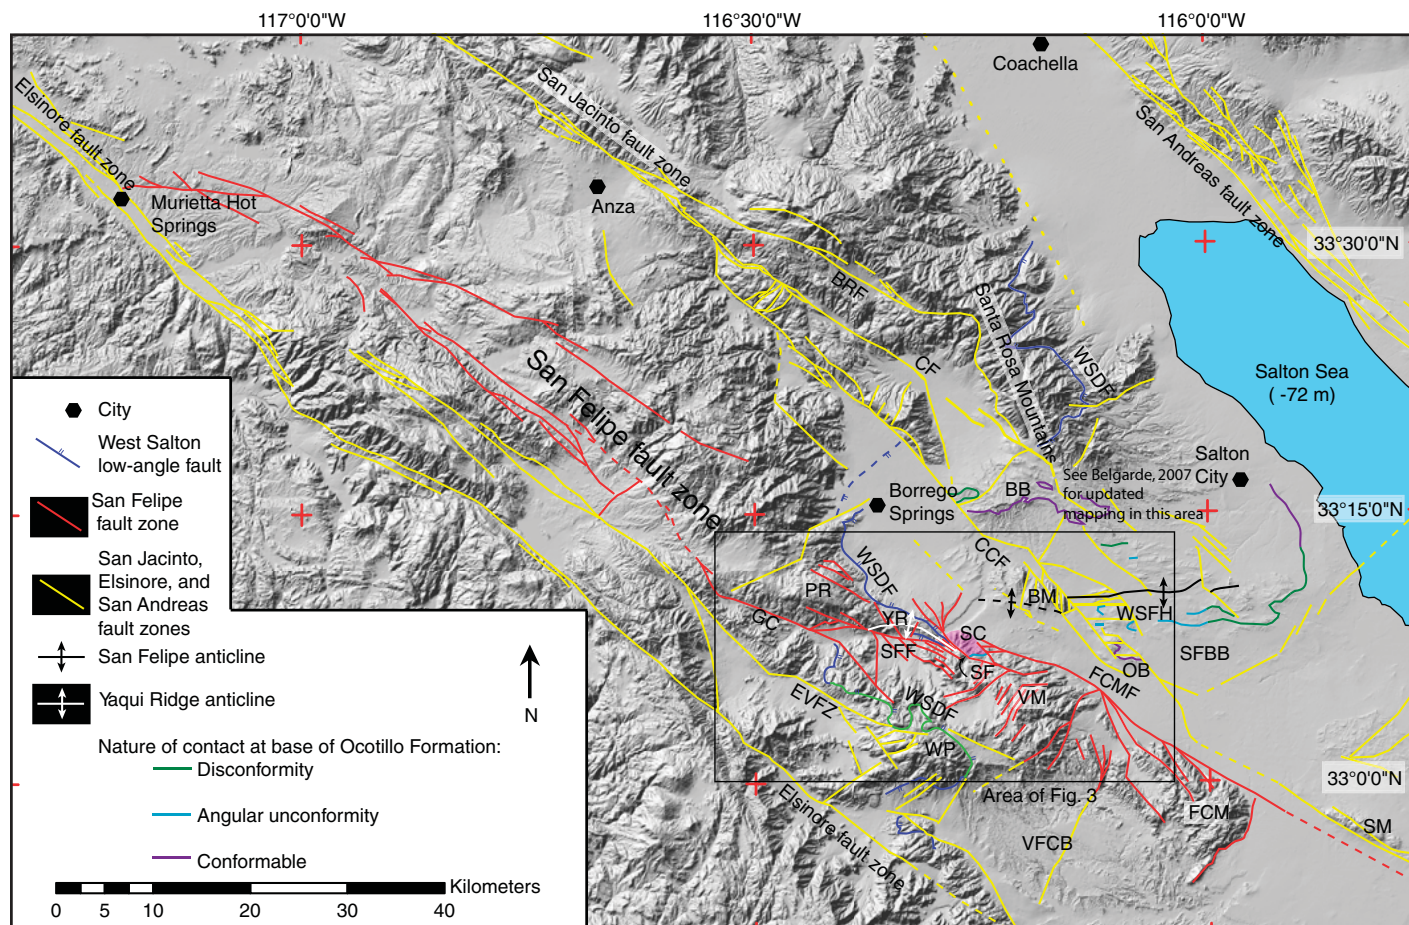 117°0'0"W
116°30'0"W
116°0'0"W
Coachella
Elsinore fault zone
San Jacinto fault zone
San Andreas fault zone
Murietta Hot
Springs
Anza
33°30'0"N
BRF
Santa Rosa Mountains
WSDF
CF
San Felipe fault zone
Salton Sea
( -72 m)
Salton
City
See Belgarde, 2007
for updated
mapping in this area
BB
Borrego
Springs
33°15'0"N
CCF
WSDF
PR
BM
WSFH
GC
YR
SC
SFF
SF
SFBB
OB
FCMF
VM
EVFZ
WSDF
WP
33°0'0"N
Area of Fig. 3
Elsinore fault zone
FCM
SM
VFCB
City
West Salton
low-angle fault
San Felipe
fault zone
San Jacinto,
Elsinore, and
San Andreas
fault zones
San Felipe anticline
Yaqui Ridge anticline
N
Nature of contact at base of Ocotillo Formation:
Disconformity
Angular unconformity
Conformable
Kilometers
0 5 10 20 30 40